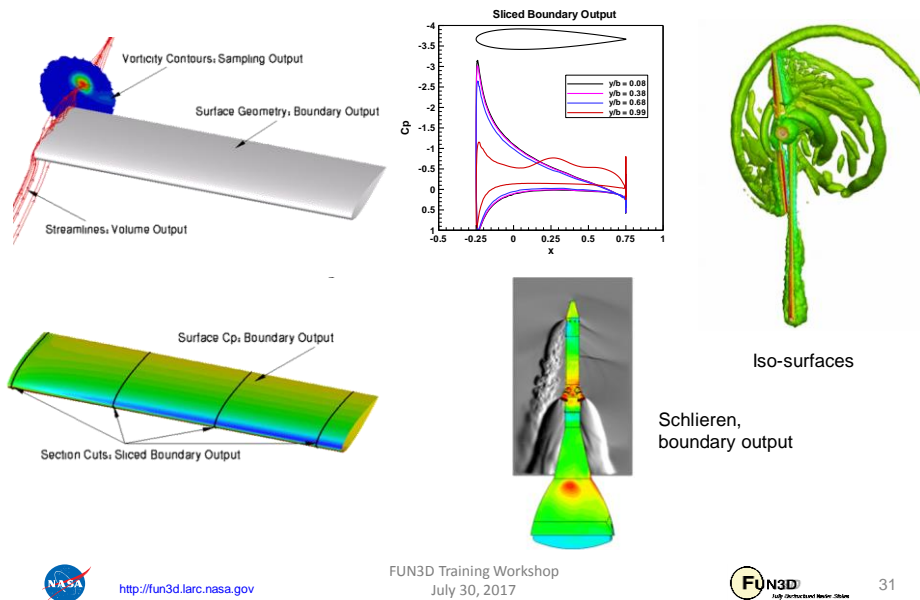 Vorticity Contours: Sampling Output
Surface Geometry: Boundary Output
Streamlines: Volume Output
Sliced Boundary Output
-4
-3.5
-3
-2.5
-2
-1.5
-1
-0.5
0
0.5
1
Cp
y/b = 0.08
y/b = 0.38
y/b = 0.68
y/b = 0.99
-0.5 -0.25 0 0.25 0.5 0.75 1
x
Iso-surfaces
Surface Cp: Boundary Output
Section Cuts: Sliced Boundary Output
Schlieren,
boundary output
NASA
http://fun3d.larc.nasa.gov
FUN3D Training Workshop
July 30, 2017
FUN3D
Fully Unstructured Navier-Stokes
31